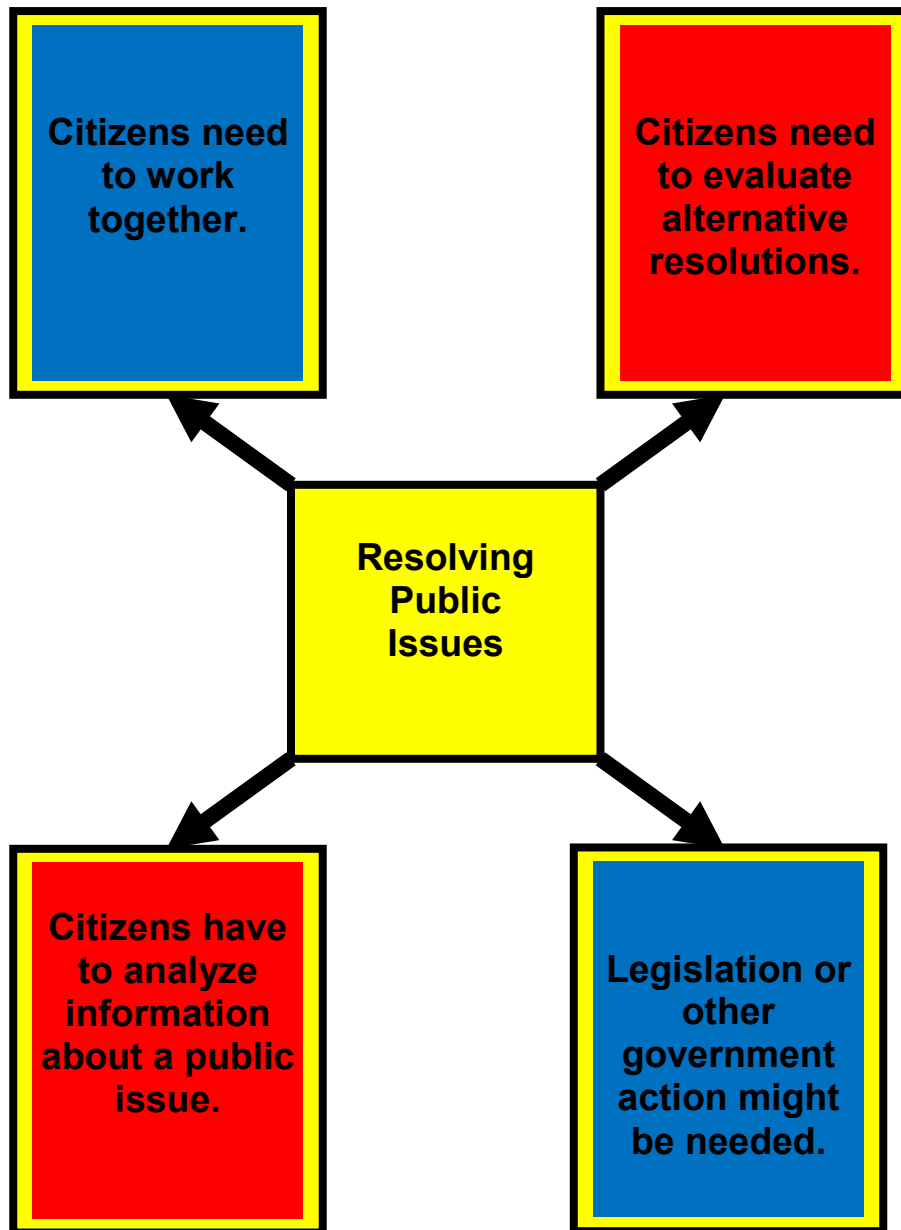 Citizens need
to work
together.
Citizens need
to evaluate
alternative
resolutions.
Resolving
Public
Issues
Citizens have
to analyze
information
about a public
issue.
Legislation or
other
government
action might
be needed.